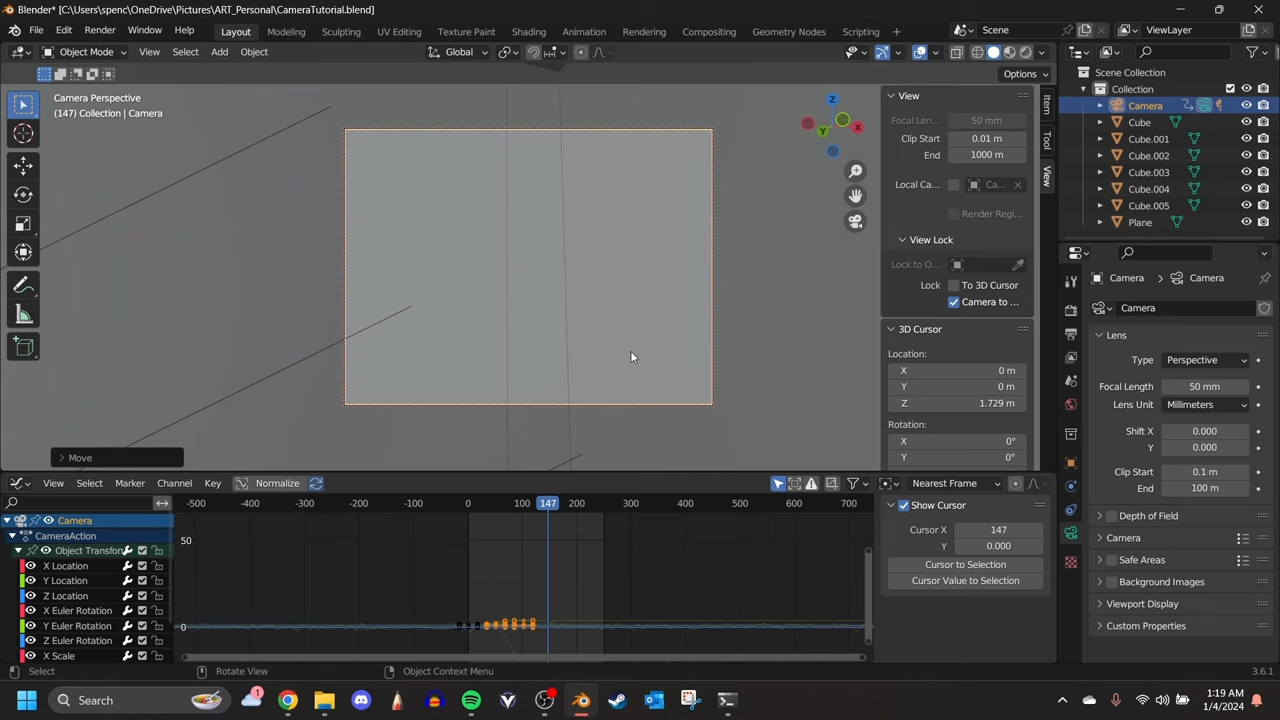 Blender* [C:\Users\spenc\OneDrive\Pictures\ART_Personal\CameraTutorial.blend]
File Edit Render Window Help Layout Modeling Sculpting UV Editing Texture Paint Shading Animation Rendering Compositing Geometry Nodes Scripting + Scene ViewLayer
Object Mode View Select Add Object Global
Options
Camera Perspective
(147) Collection | Camera
Z
X
Y
Move
View
Focal Len... 50 mm
Clip Start 0.01 m
End 1000 m
Local Ca... Ca...
Render Regi...
View Lock
Lock to O...
Lock To 3D Cursor
Camera to ...
3D Cursor
Location:
X 0 m
Y 0 m
Z 1.729 m
Rotation:
X 0°
Y 0°
Item
Tool
View
Scene Collection
Collection
Camera
Cube
Cube.001
Cube.002
Cube.003
Cube.004
Cube.005
Plane
Camera > Camera
Camera
Lens
Type Perspective
Focal Length 50 mm
Lens Unit Millimeters
Shift X 0.000
Y 0.000
Clip Start 0.1 m
End 100 m
Depth of Field
Camera
Safe Areas
Background Images
Viewport Display
Custom Properties
View Select Marker Channel Key Normalize Nearest Frame
-500 -400 -300 -200 -100 0 100 147 200 300 400 500 600 700
50
0
Camera
CameraAction
Object Transfor
X Location
Y Location
Z Location
X Euler Rotation
Y Euler Rotation
Z Euler Rotation
X Scale
Show Cursor
Cursor X 147
Y 0.000
Cursor to Selection
Cursor Value to Selection
Select Rotate View Object Context Menu 3.6.1
Search 1 1:19 AM
1/4/2024